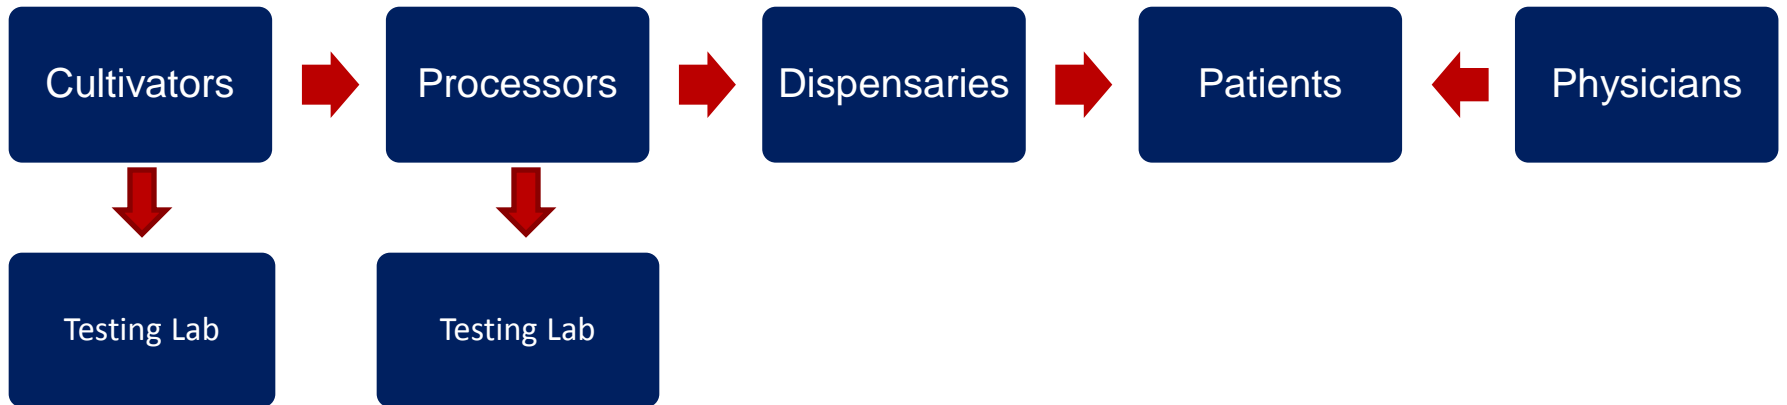 Cultivators
Processors
Dispensaries
Patients
Physicians
Testing Lab
Testing Lab